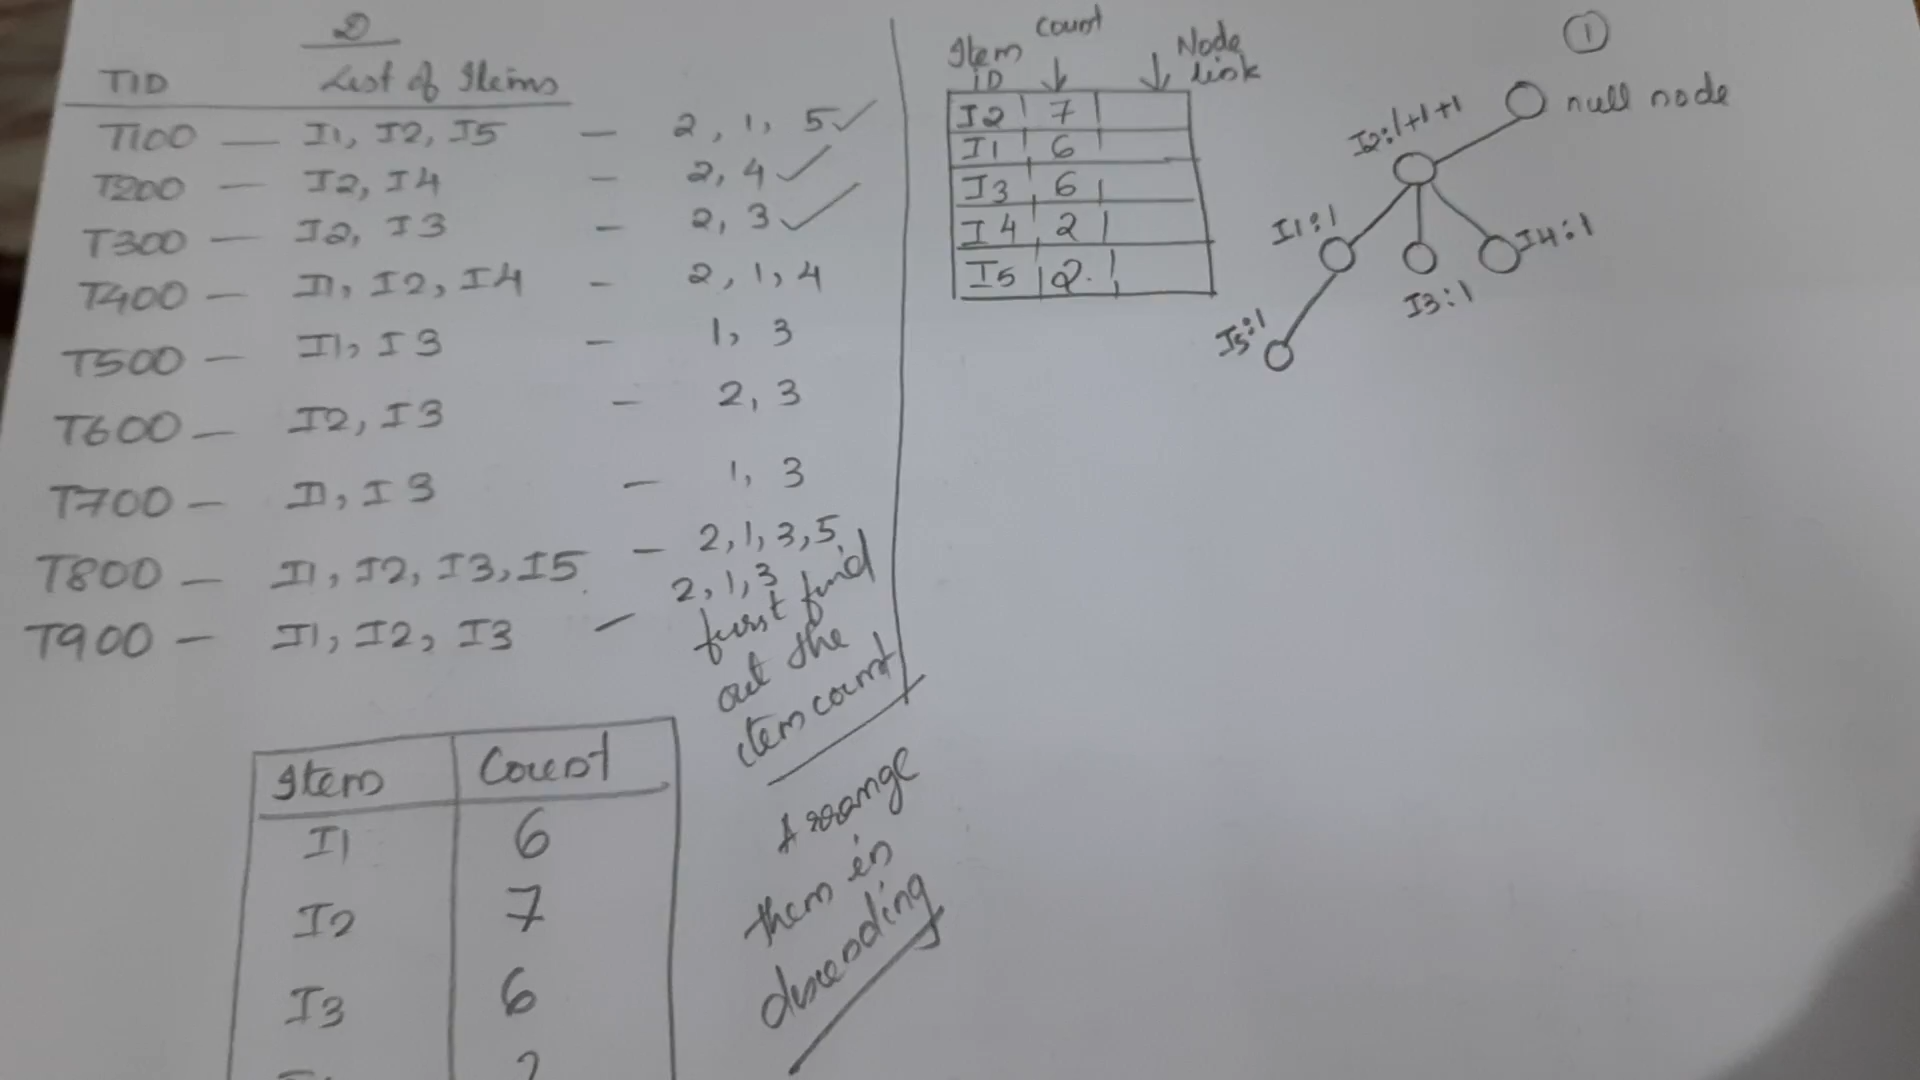 2
TID List of Items
T100 — I1, I2, I5 — 2, 1, 5 ✓
T200 — I2, I4 — 2, 4 ✓
T300 — I2, I3 — 2, 3 ✓
T400 — I1, I2, I4 — 2, 1, 4
T500 — I1, I3 — 1, 3
T600 — I2, I3 — 2, 3
T700 — I1, I3 — 1, 3
T800 — I1, I2, I3, I5 — 2, 1, 3, 5
T900 — I1, I2, I3 — 2, 1, 3
first find
out the
item count
Arrange
them in
descending
Item Count
I1 6
I2 7
I3 6
2
Item ID count Node link
I2 7
I1 6
I3 6
I4 2
I5 2
1
null node
I2:1+1+1
I1:1
I4:1
I3:1
I5:1